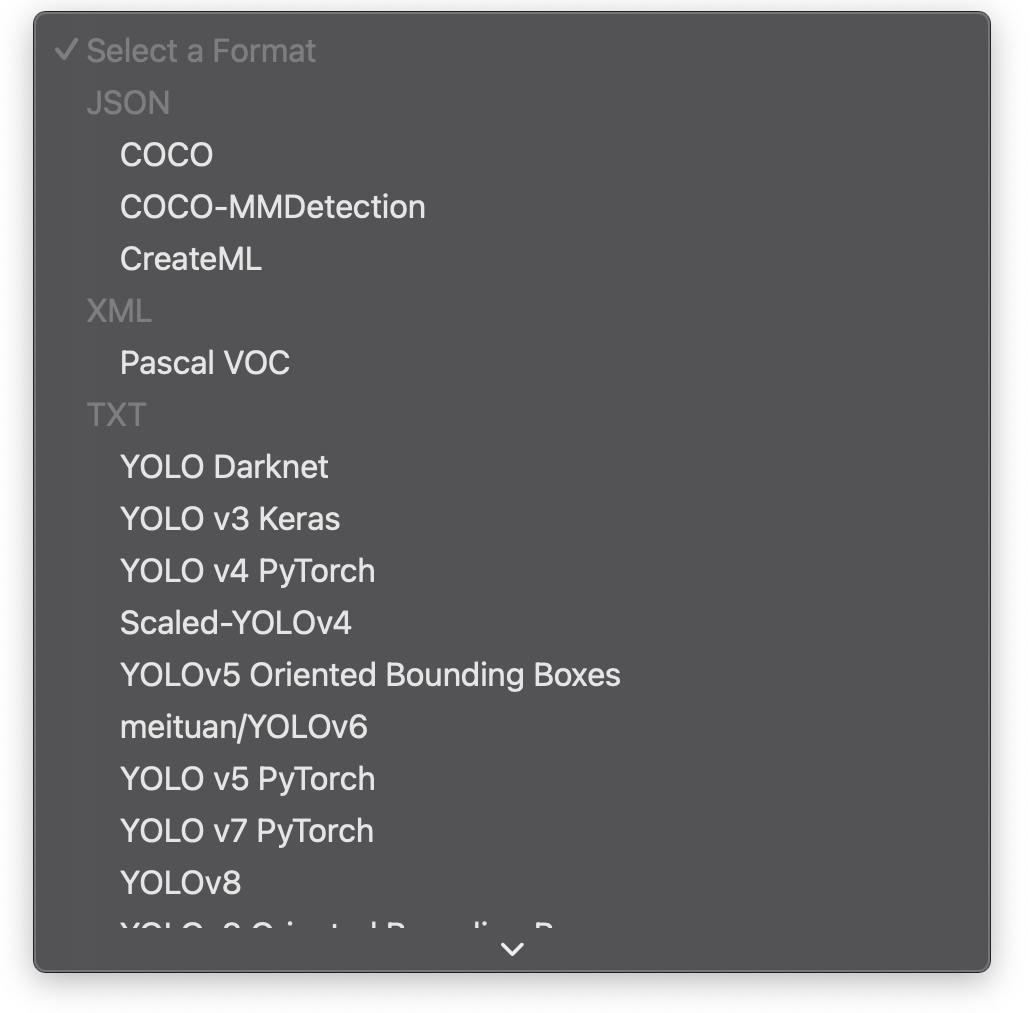 Select a Format
JSON
COCO
COCO-MMDetection
CreateML
XML
Pascal VOC
TXT
YOLO Darknet
YOLO v3 Keras
YOLO v4 PyTorch
Scaled-YOLOv4
YOLOv5 Oriented Bounding Boxes
meituan/YOLOv6
YOLO v5 PyTorch
YOLO v7 PyTorch
YOLOv8